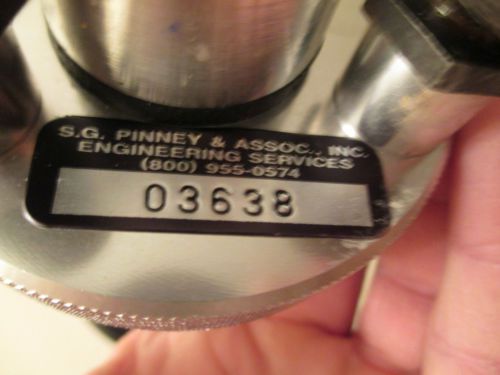 S.G. PINNEY & ASSOC., INC.
ENGINEERING SERVICES
(800) 955-0574
03638